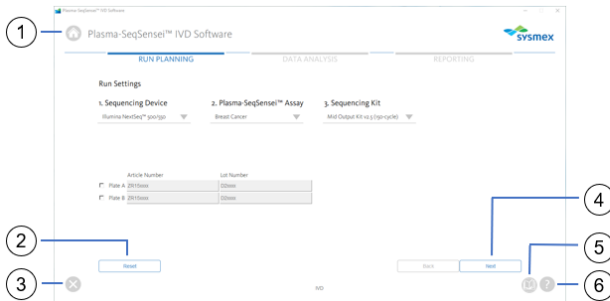 Plasma-SeqSensei™ IVD Software
1
Plasma-SeqSensei™ IVD Software
sysmex
RUN PLANNING DATA ANALYSIS REPORTING
Run Settings
1. Sequencing Device 2. Plasma-SeqSensei™ Assay 3. Sequencing Kit
Illumina NextSeq™ 500/550 Breast Cancer Mid Output Kit v2.5 (150-cycle)
Article Number Lot Number
Plate A ZR15xxxx
Plate B ZR15xxxx
4
2
5
Reset Back Next
3
?
6
IVD